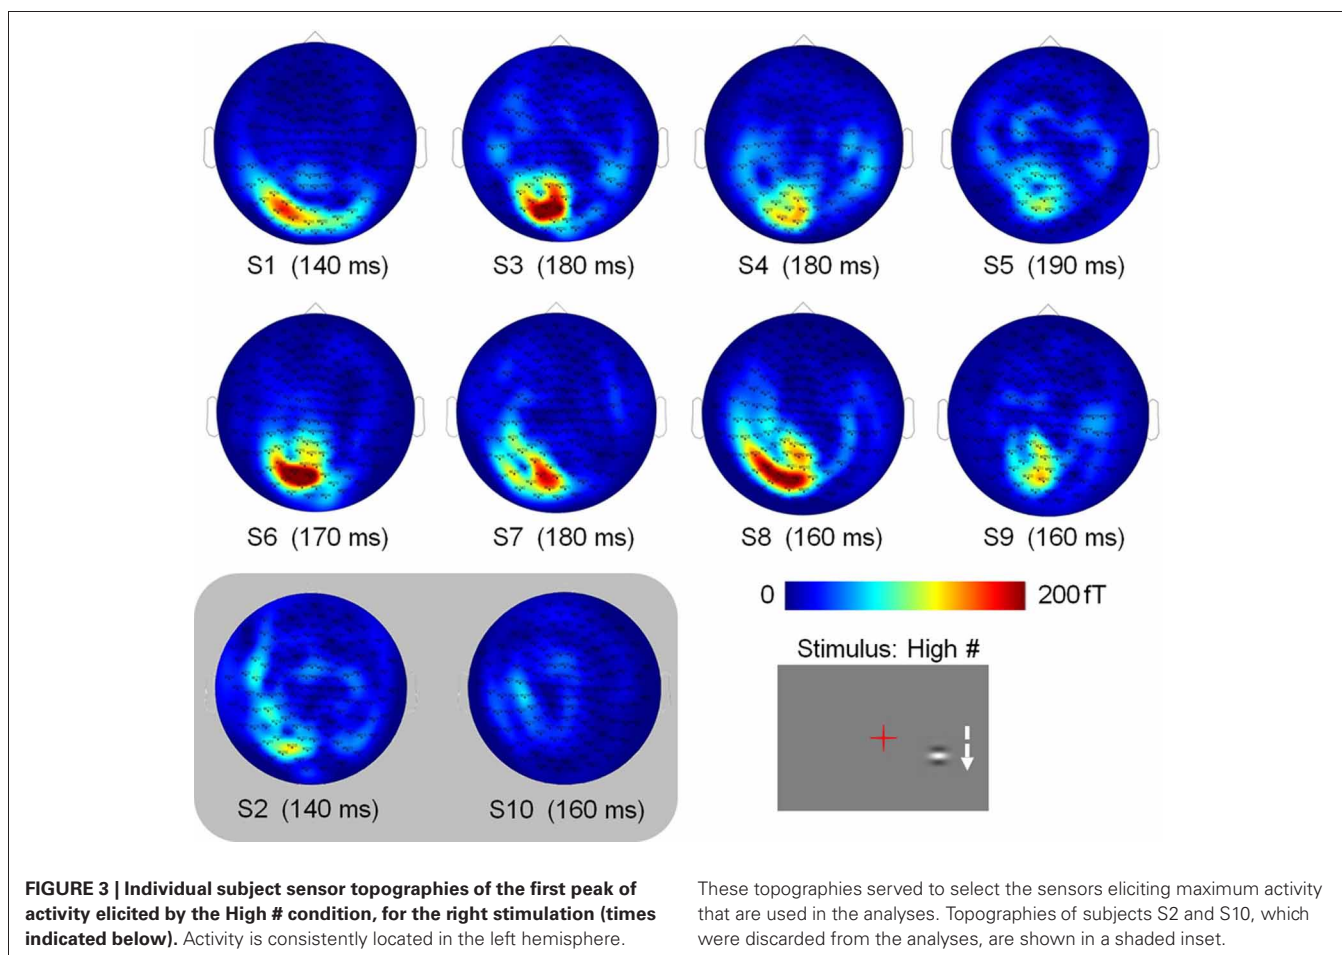 S1 (140 ms)
S3 (180 ms)
S4 (180 ms)
S5 (190 ms)
S6 (170 ms)
S7 (180 ms)
S8 (160 ms)
S9 (160 ms)
0
200 fT
S2 (140 ms)
S10 (160 ms)
Stimulus: High #
FIGURE 3 | Individual subject sensor topographies of the first peak of
activity elicited by the High # condition, for the right stimulation (times
indicated below). Activity is consistently located in the left hemisphere.
These topographies served to select the sensors eliciting maximum activity
that are used in the analyses. Topographies of subjects S2 and S10, which
were discarded from the analyses, are shown in a shaded inset.